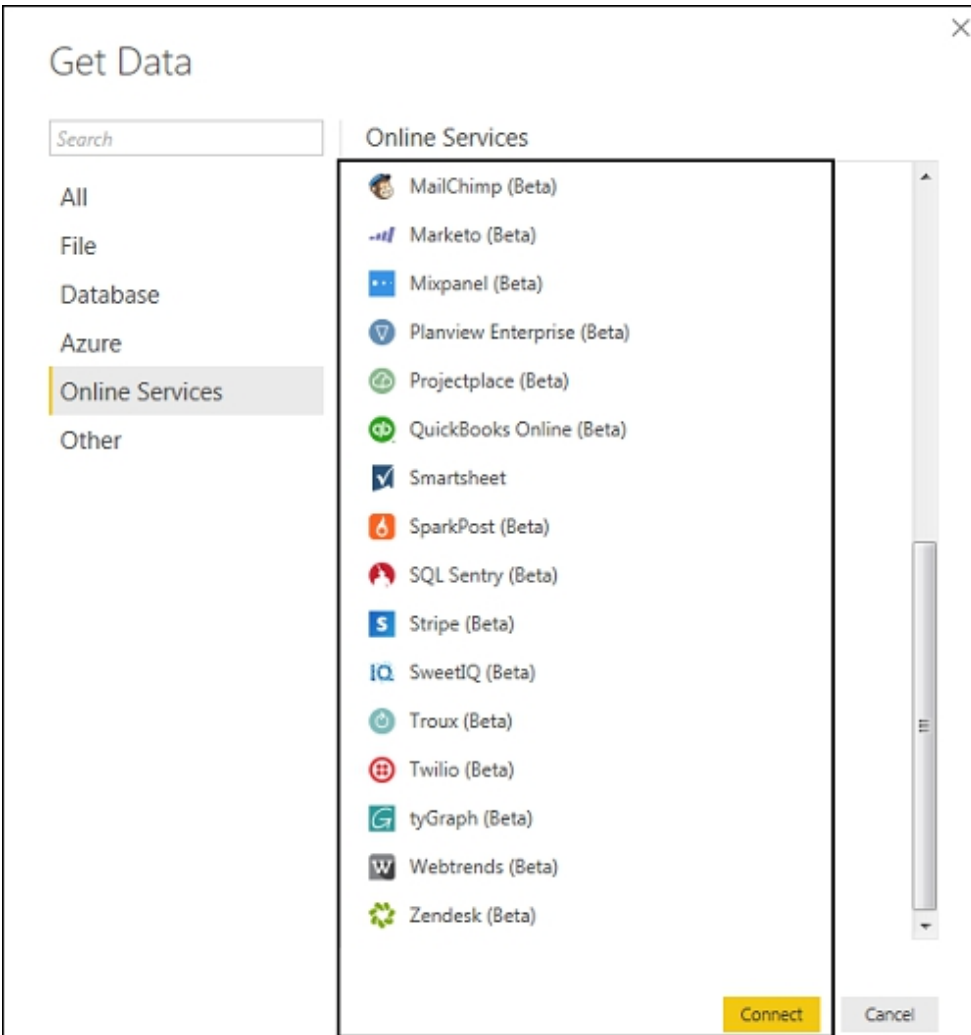 Get Data
Search
All
File
Database
Azure
Online Services
Other
Online Services
MailChimp (Beta)
Marketo (Beta)
Mixpanel (Beta)
Planview Enterprise (Beta)
Projectplace (Beta)
QuickBooks Online (Beta)
Smartsheet
SparkPost (Beta)
SQL Sentry (Beta)
Stripe (Beta)
SweetIQ (Beta)
Troux (Beta)
Twilio (Beta)
tyGraph (Beta)
Webtrends (Beta)
Zendesk (Beta)
Connect
Cancel